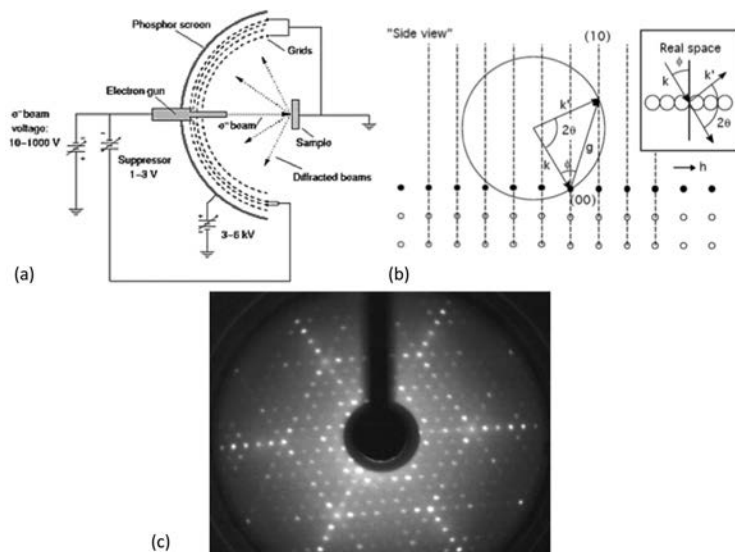 Phosphor screen
Grids
Electron gun
e⁻ beam
voltage:
10–1000 V
e⁻ beam
Sample
Suppressor
1–3 V
Diffracted beams
3–6 kV
(a)
"Side view"
(10)
Real space
ϕ
k
k'
2θ
k'
2θ
k
ϕ
g
h
(00)
(b)
(c)